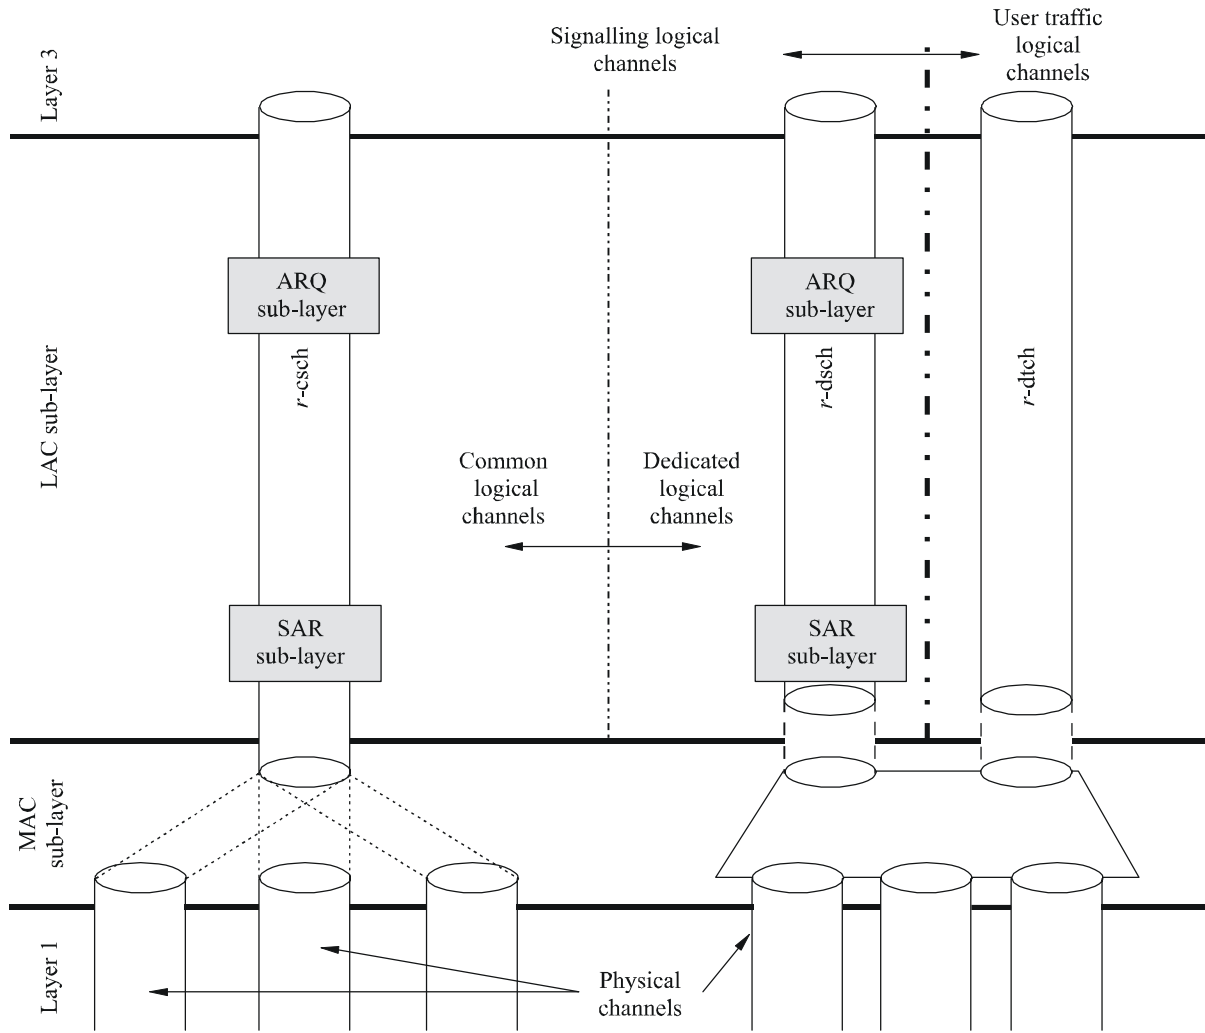 Layer 3
Signalling logical
channels
User traffic
logical
channels
ARQ
sub-layer
ARQ
sub-layer
LAC sub-layer
r-csch
r-dsch
r-dtch
Common
logical
channels
Dedicated
logical
channels
SAR
sub-layer
SAR
sub-layer
MAC
sub-layer
Layer 1
Physical
channels